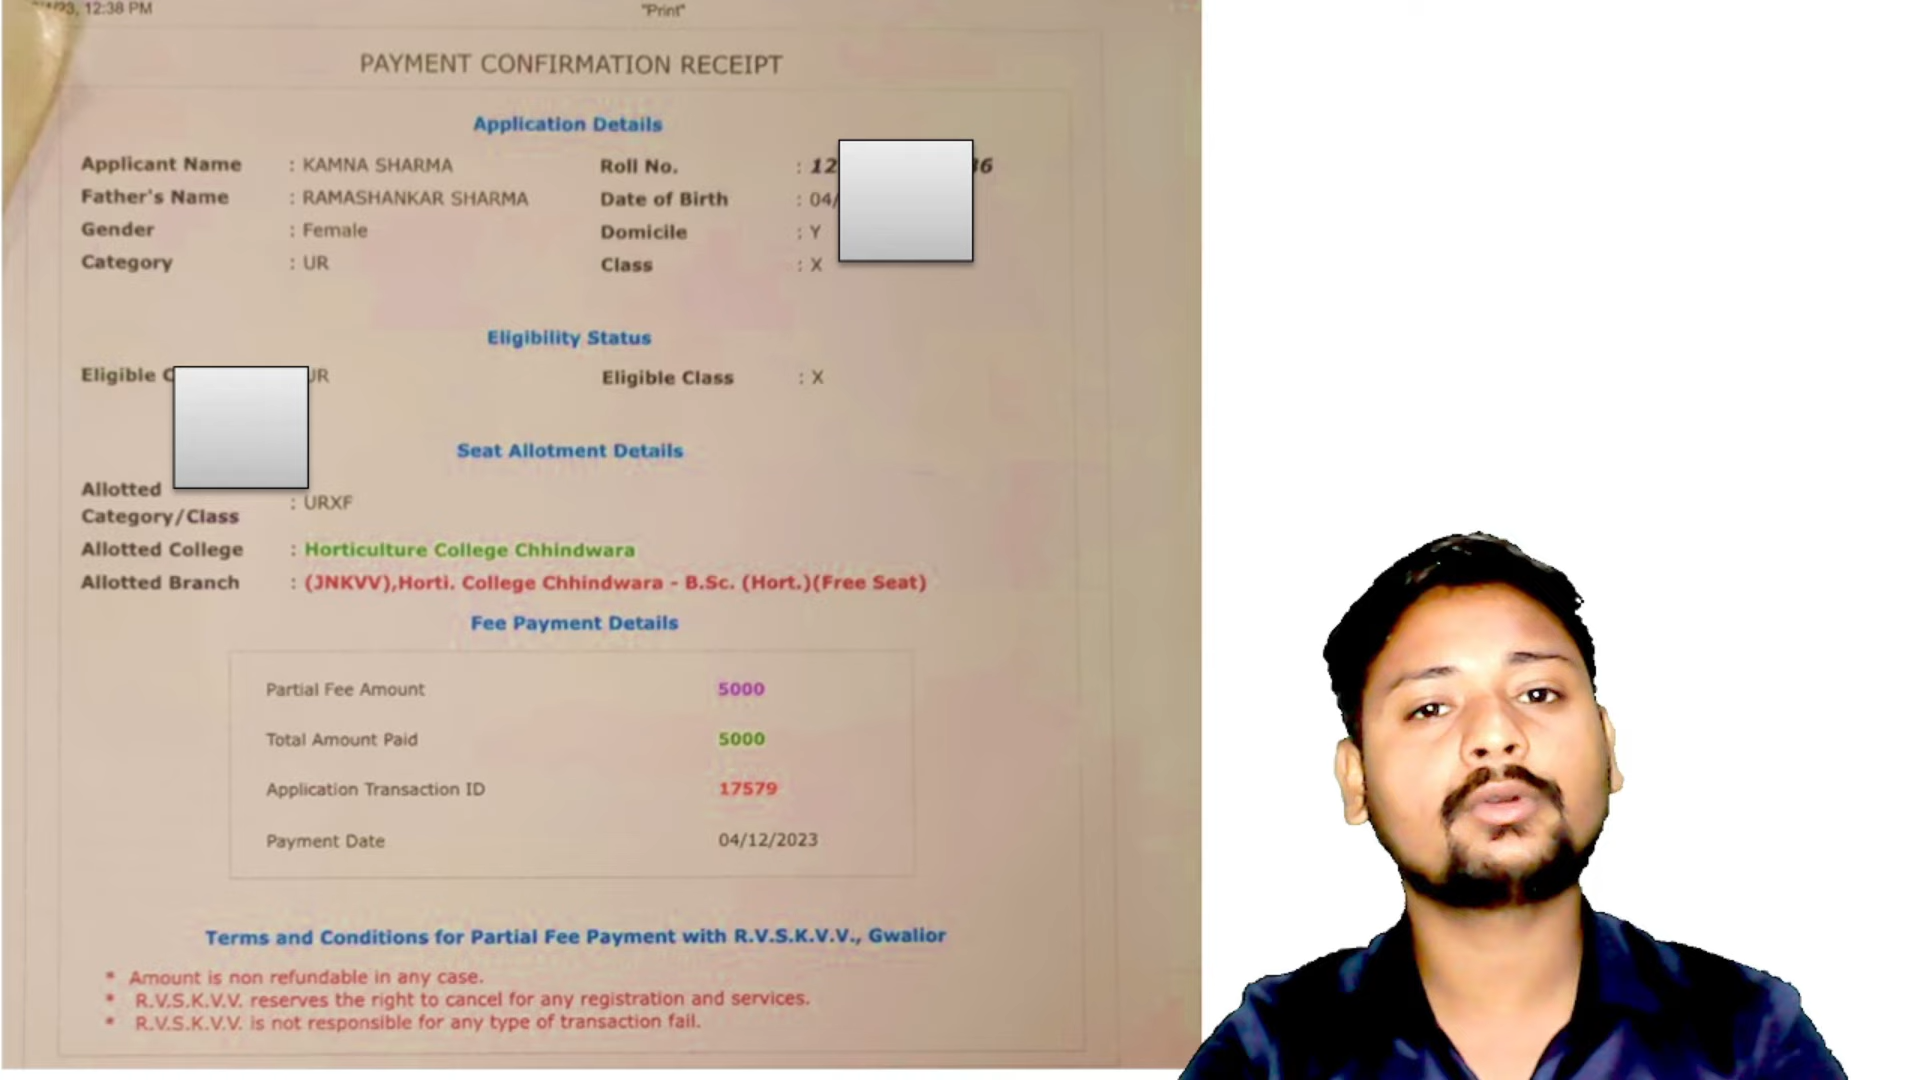 12:38 PM
"Print"
PAYMENT CONFIRMATION RECEIPT
Application Details
Applicant Name : KAMNA SHARMA Roll No. : 12 36
Father's Name : RAMASHANKAR SHARMA Date of Birth : 04/
Gender : Female Domicile : Y
Category : UR Class : X
Eligibility Status
Eligible UR Eligible Class : X
Seat Allotment Details
Allotted
Category/Class : URXF
Allotted College : Horticulture College Chhindwara
Allotted Branch : (JNKVV),Horti. College Chhindwara - B.Sc. (Hort.)(Free Seat)
Fee Payment Details
Partial Fee Amount 5000
Total Amount Paid 5000
Application Transaction ID 17579
Payment Date 04/12/2023
Terms and Conditions for Partial Fee Payment with R.V.S.K.V.V., Gwalior
* Amount is non refundable in any case.
* R.V.S.K.V.V. reserves the right to cancel for any registration and services.
* R.V.S.K.V.V. is not responsible for any type of transaction fail.